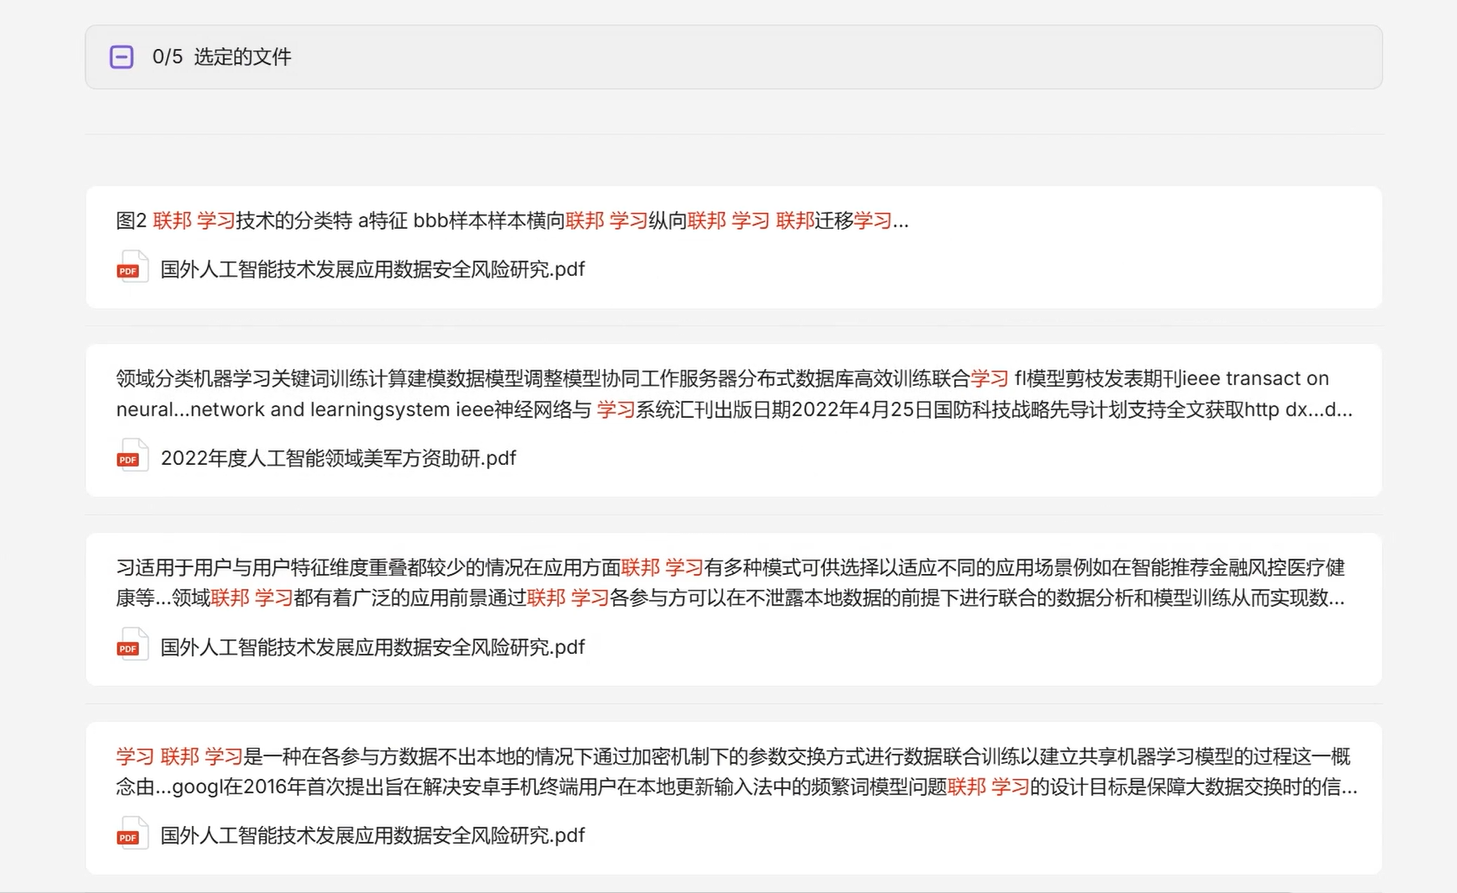 0/5 选定的文件
图2 联邦 学习技术的分类特 a特征 bbb样本样本横向联邦 学习纵向联邦 学习 联邦迁移学习...
PDF 国外人工智能技术发展应用数据安全风险研究.pdf
领域分类机器学习关键词训练计算建模数据模型调整模型协同工作服务器分布式数据库高效训练联合学习 fl模型剪枝发表期刊ieee transact on
neural...network and learningsystem ieee神经网络与 学习系统汇刊出版日期2022年4月25日国防科技战略先导计划支持全文获取http dx...d...
PDF 2022年度人工智能领域美军方资助研.pdf
习适用于用户与用户特征维度重叠都较少的情况在应用方面联邦 学习有多种模式可供选择以适应不同的应用场景例如在智能推荐金融风控医疗健
康等...领域联邦 学习都有着广泛的应用前景通过联邦 学习各参与方可以在不泄露本地数据的前提下进行联合的数据分析和模型训练从而实现数...
PDF 国外人工智能技术发展应用数据安全风险研究.pdf
学习 联邦 学习是一种在各参与方数据不出本地的情况下通过加密机制下的参数交换方式进行数据联合训练以建立共享机器学习模型的过程这一概
念由...googl在2016年首次提出旨在解决安卓手机终端用户在本地更新输入法中的频繁词模型问题联邦 学习的设计目标是保障大数据交换时的信...
PDF 国外人工智能技术发展应用数据安全风险研究.pdf